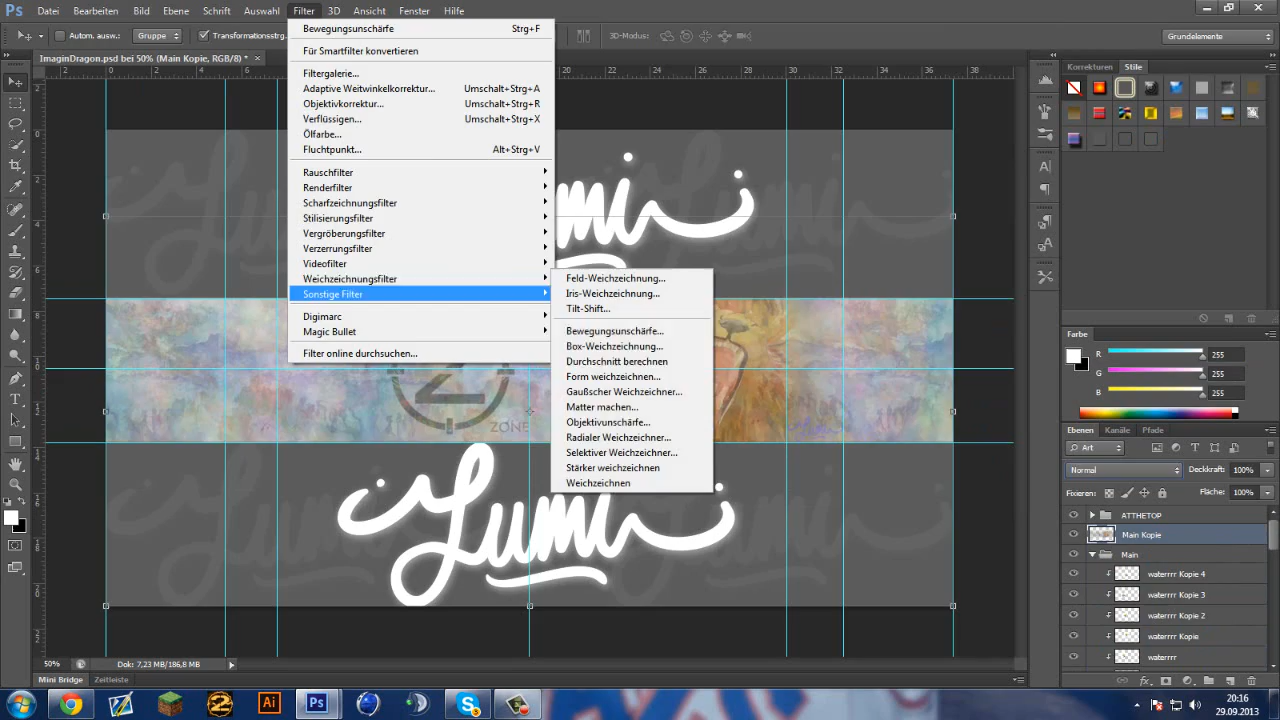 Ps Datei Bearbeiten Bild Ebene Schrift Auswahl Filter 3D Ansicht Fenster Hilfe
Autom. ausw.: Gruppe Transformationsstrg. 3D-Modus: Grundelemente
ImaginDragon.psd bei 50% (Main Kopie, RGB/8) *
Bewegungsunschärfe Strg+F
Für Smartfilter konvertieren
Filtergalerie...
Adaptive Weitwinkelkorrektur... Umschalt+Strg+A
Objektivkorrektur... Umschalt+Strg+R
Verflüssigen... Umschalt+Strg+X
Ölfarbe...
Fluchtpunkt... Alt+Strg+V
Rauschfilter
Renderfilter
Scharfzeichnungsfilter
Stilisierungsfilter
Vergröberungsfilter
Verzerrungsfilter
Videofilter
Weichzeichnungsfilter
Sonstige Filter
Digimarc
Magic Bullet
Filter online durchsuchen...
Feld-Weichzeichnung...
Iris-Weichzeichnung...
Tilt-Shift...
Bewegungsunschärfe...
Box-Weichzeichnung...
Durchschnitt berechnen
Form weichzeichnen...
Gaußscher Weichzeichner...
Matter machen...
Objektivunschärfe...
Radialer Weichzeichner...
Selektiver Weichzeichner...
Stärker weichzeichnen
Weichzeichnen
ZONE
Lumi
Korrekturen Stile
Farbe
R 255
G 255
B 255
Ebenen Kanäle Pfade
Art
Normal Deckkraft: 100%
Fixieren: Fläche: 100%
ATTHETOP
Main Kopie
Main
waterrrr Kopie 4
waterrrr Kopie 3
waterrrr Kopie 2
waterrrr Kopie
waterrrr
50% Dok: 7,23 MB/186,8 MB
Mini Bridge Zeitleiste
Ai Ps
20:16
29.09.2013